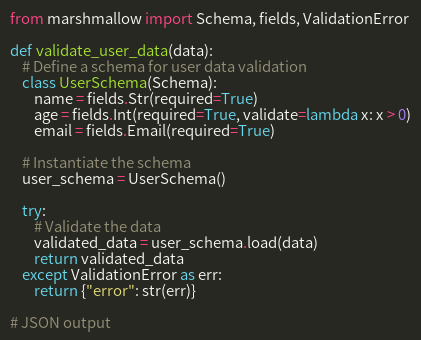 from marshmallow import Schema, fields, ValidationError

def validate_user_data(data):
    # Define a schema for user data validation
    class UserSchema(Schema):
        name = fields.Str(required=True)
        age = fields.Int(required=True, validate=lambda x: x > 0)
        email = fields.Email(required=True)

    # Instantiate the schema
    user_schema = UserSchema()

    try:
        # Validate the data
        validated_data = user_schema.load(data)
        return validated_data
    except ValidationError as err:
        return {"error": str(err)}

# JSON output